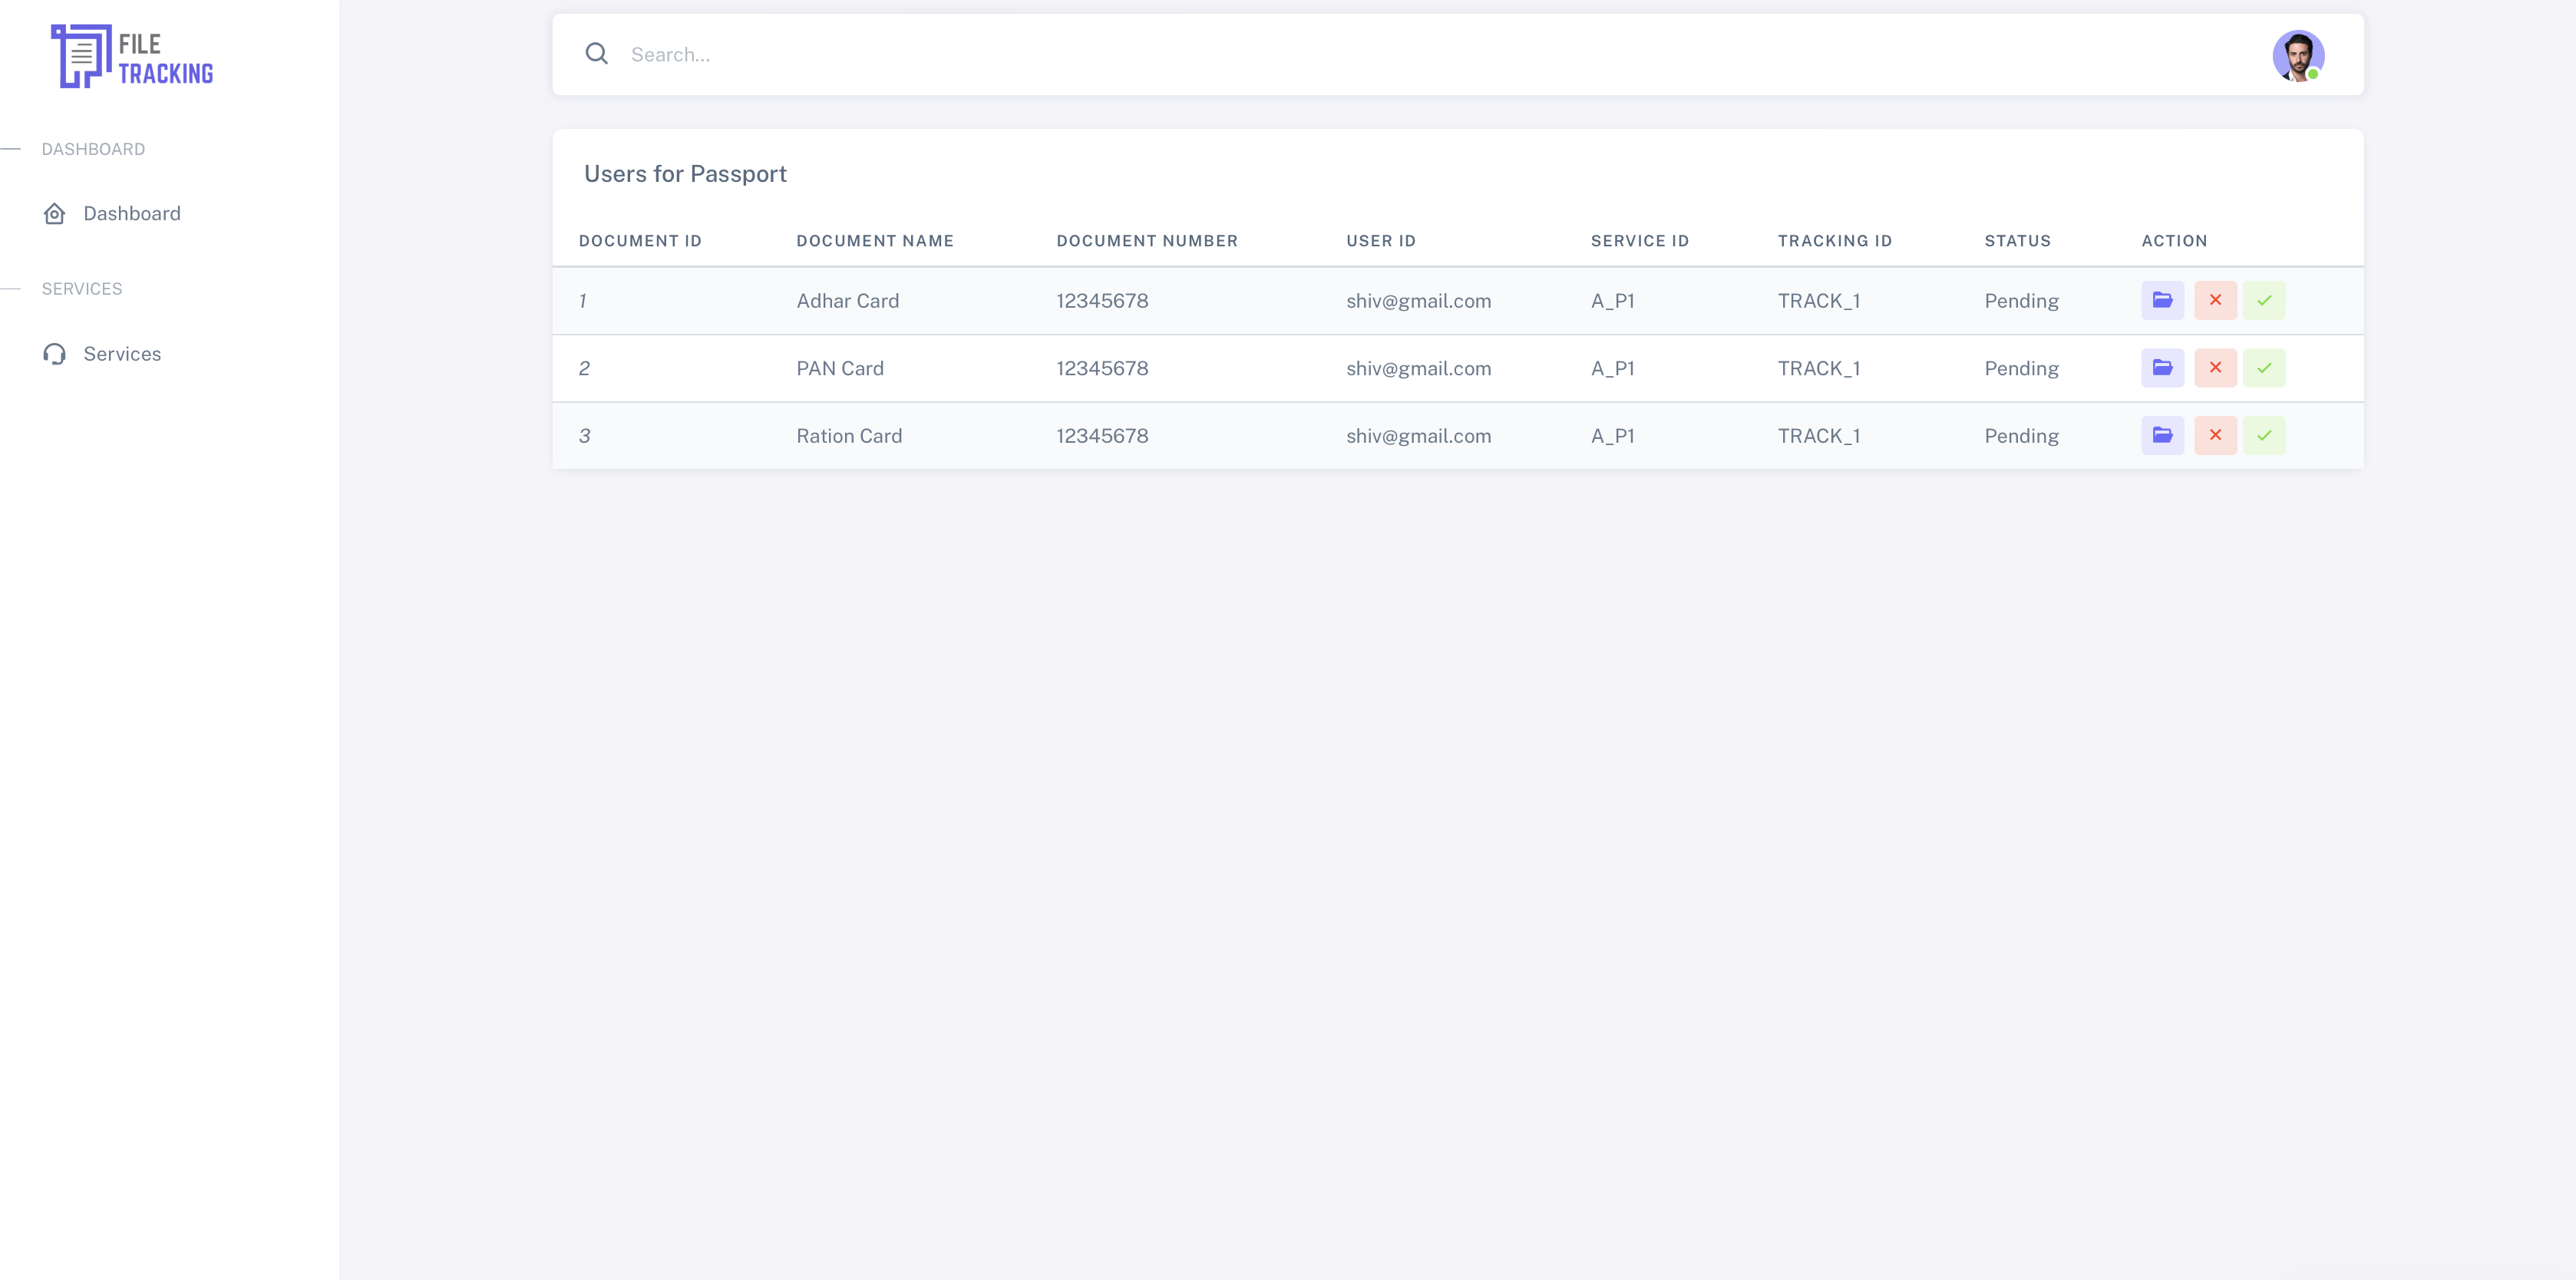 FILE
TRACKING
DASHBOARD
Dashboard
SERVICES
Services
Search...
Users for Passport
DOCUMENT ID DOCUMENT NAME DOCUMENT NUMBER USER ID SERVICE ID TRACKING ID STATUS ACTION
1 Adhar Card 12345678 shiv@gmail.com A_P1 TRACK_1 Pending
2 PAN Card 12345678 shiv@gmail.com A_P1 TRACK_1 Pending
3 Ration Card 12345678 shiv@gmail.com A_P1 TRACK_1 Pending